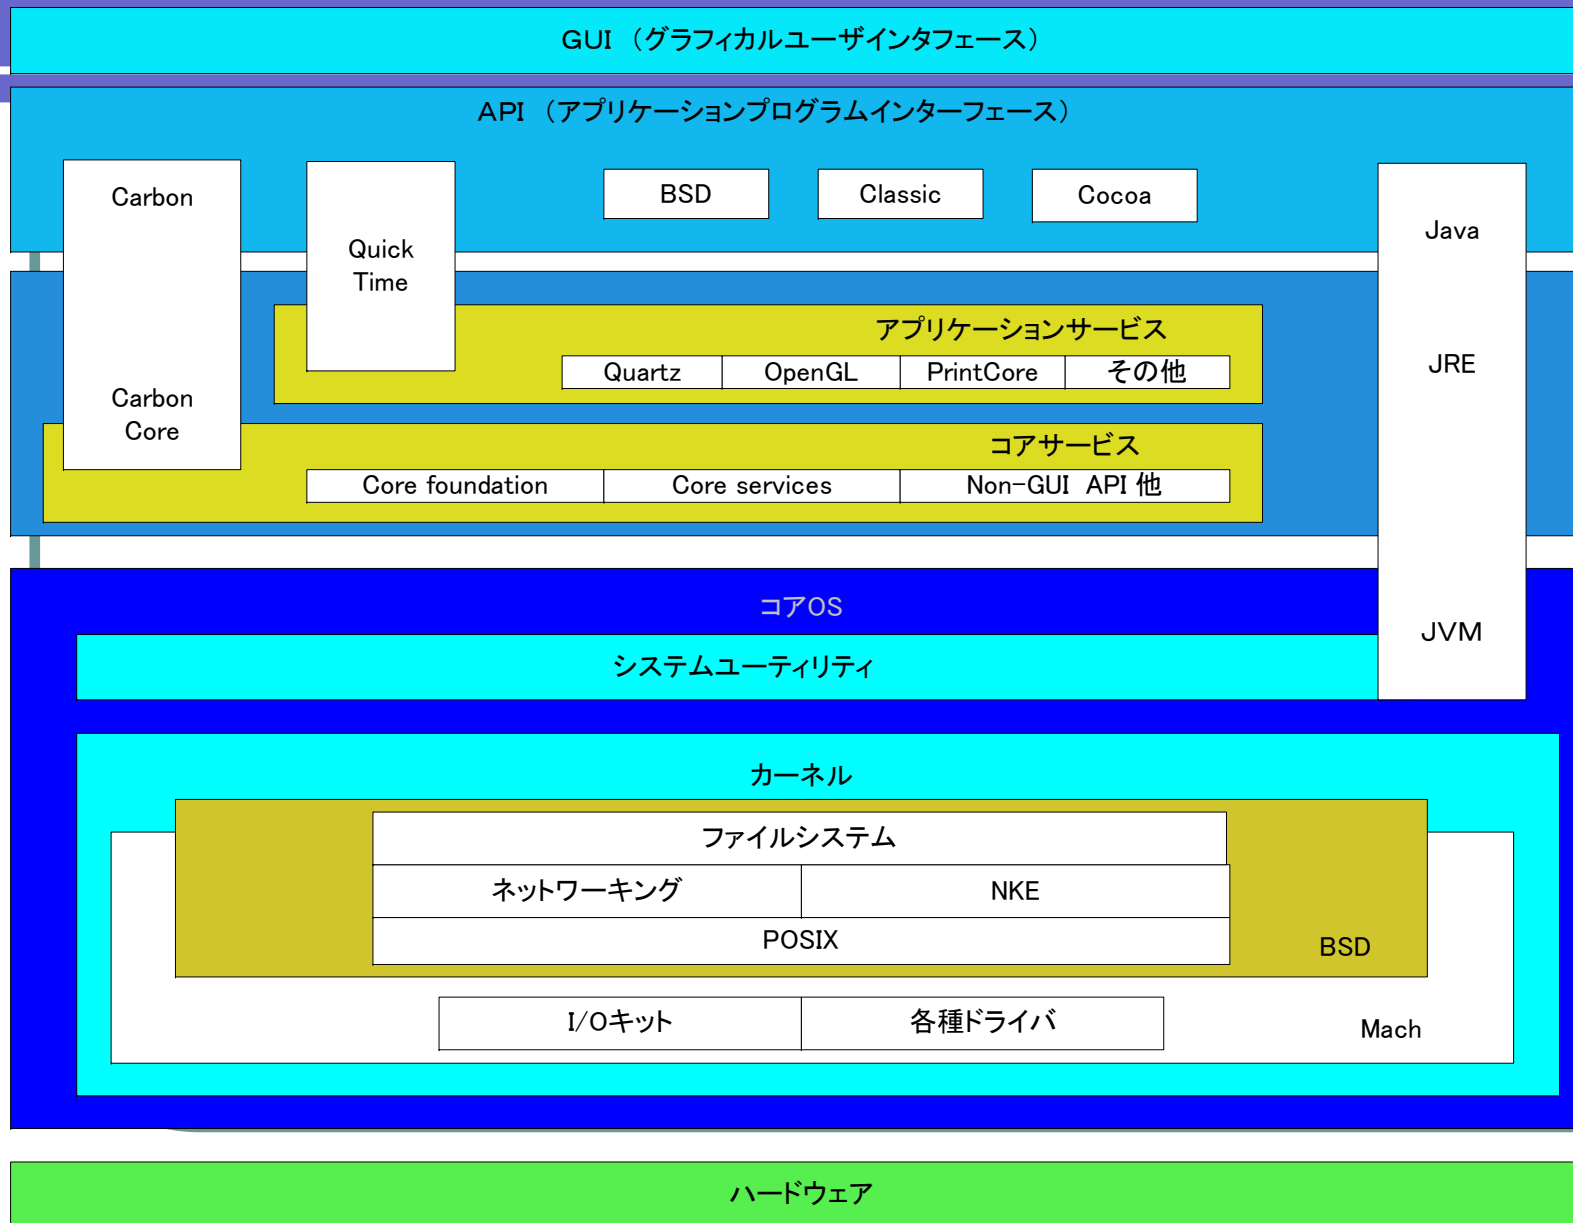 GUI （グラフィカルユーザインタフェース）
API （アプリケーションプログラムインターフェース）
Carbon
Quick
Time
BSD
Classic
Cocoa
Java
アプリケーションサービス
Quartz
OpenGL
PrintCore
その他
JRE
Carbon
Core
コアサービス
Core foundation
Core services
Non-GUI API 他
コアOS
JVM
システムユーティリティ
カーネル
ファイルシステム
ネットワーキング
NKE
POSIX
BSD
I/Oキット
各種ドライバ
Mach
ハードウェア